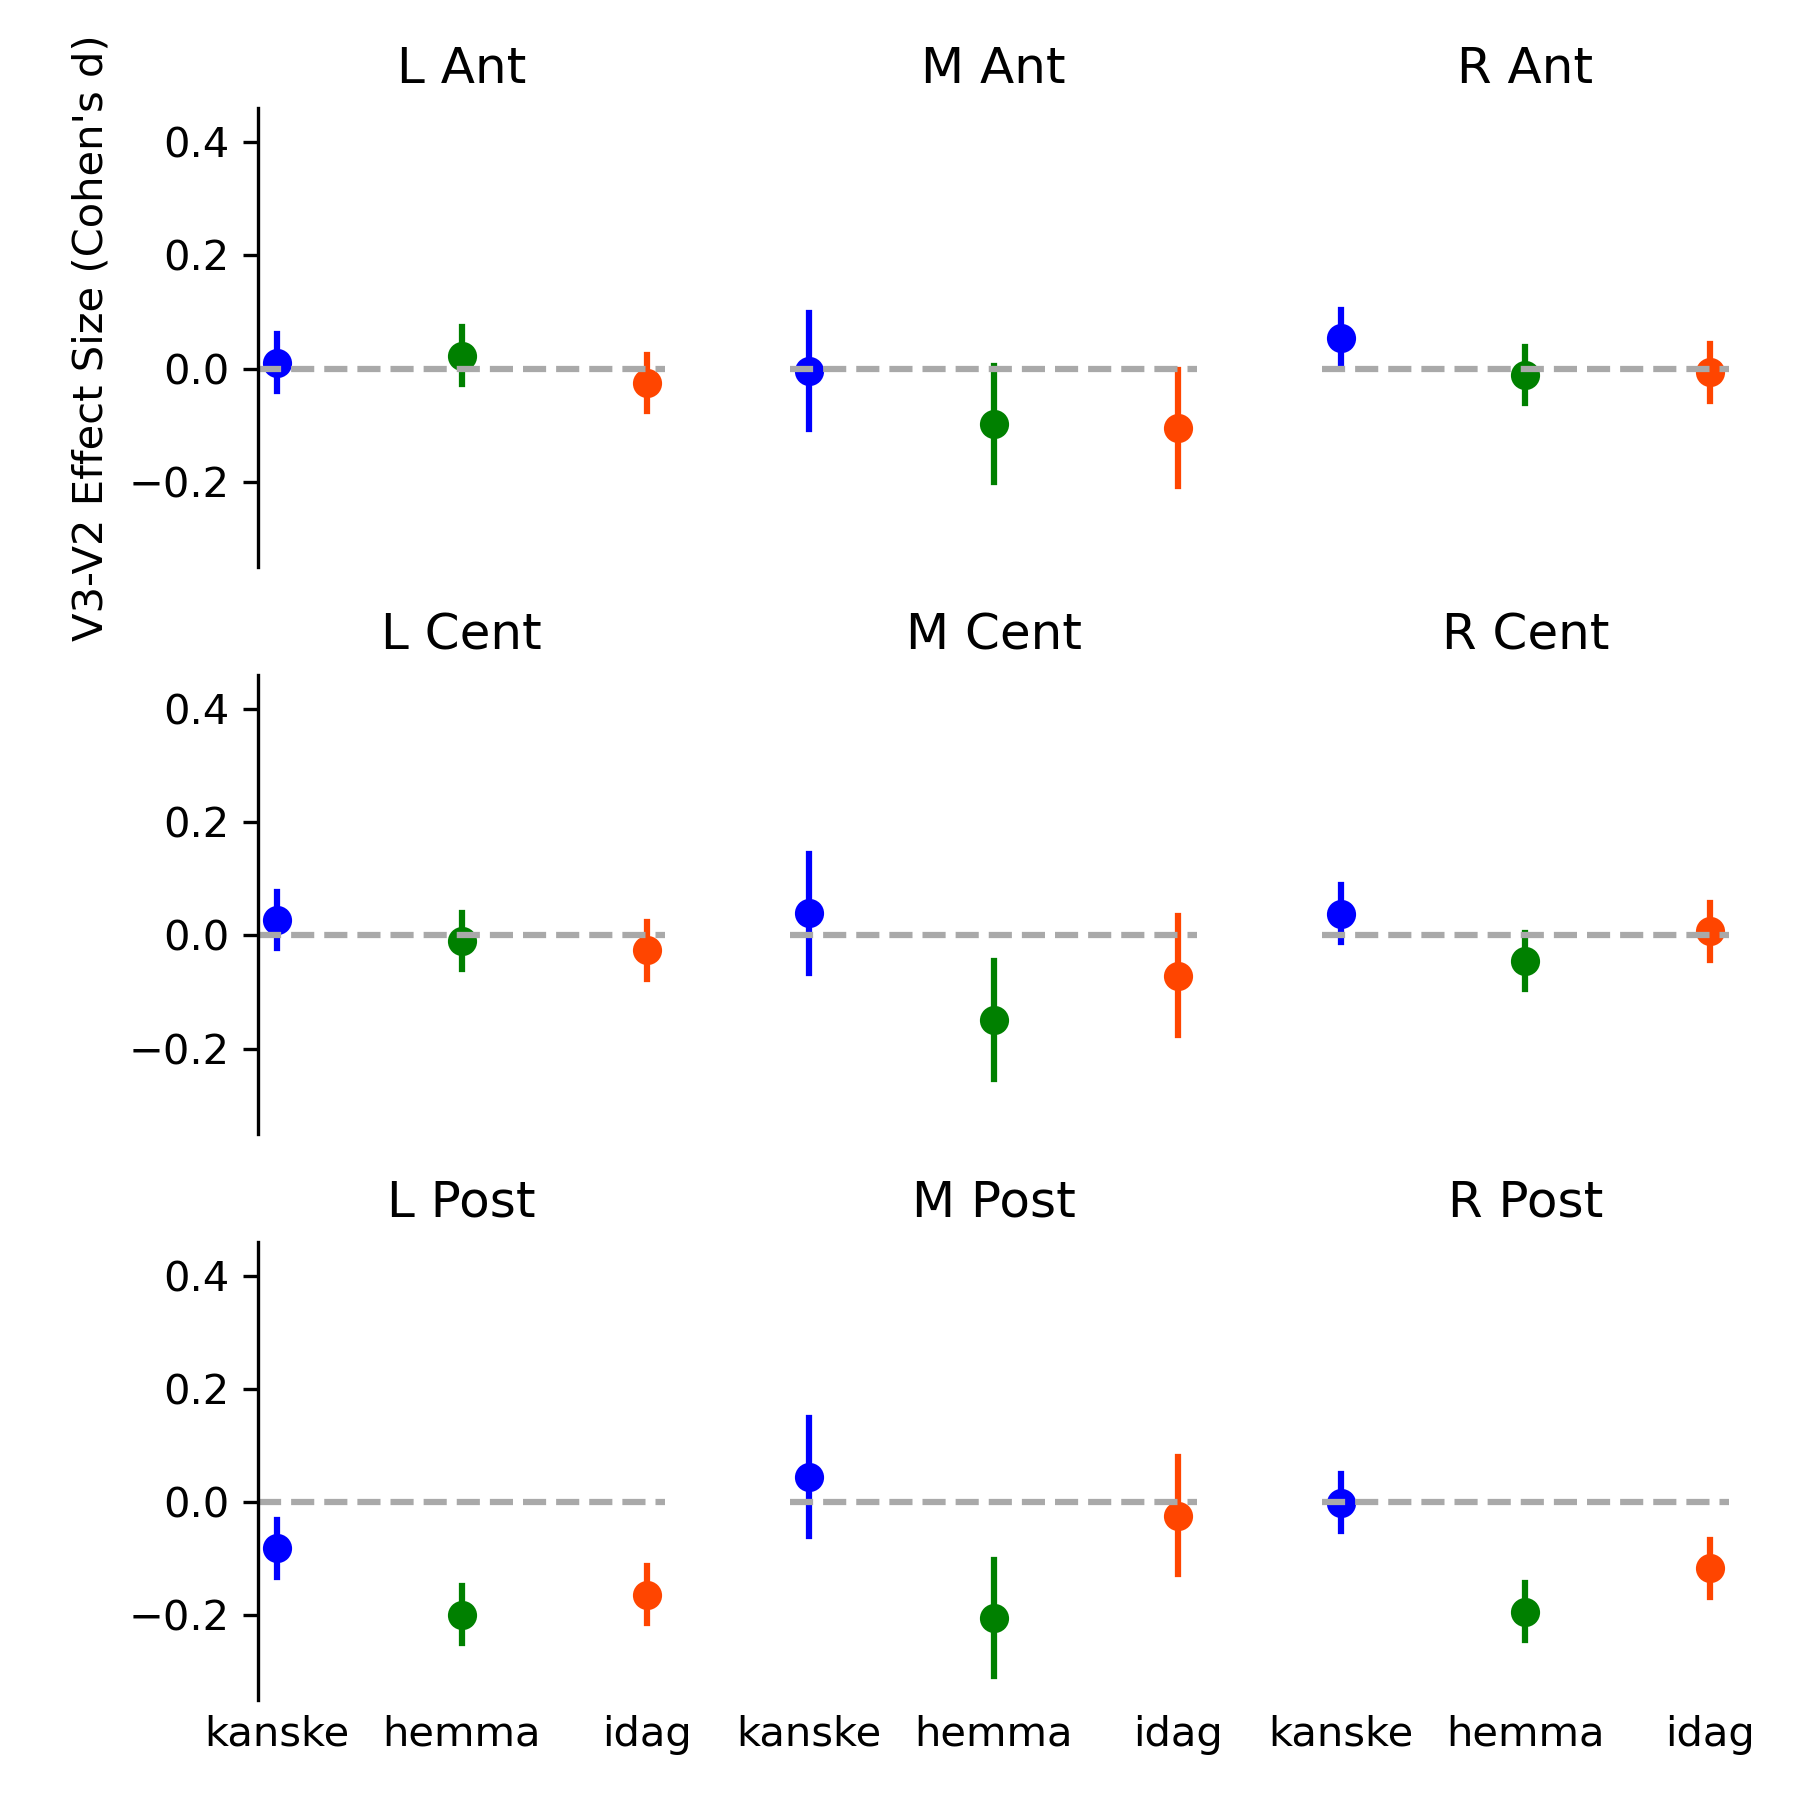 V3-V2 Effect Size (Cohen's d)
L Ant
M Ant
R Ant
0.4
0.2
0.0
−0.2
L Cent
M Cent
R Cent
0.4
0.2
0.0
−0.2
L Post
M Post
R Post
0.4
0.2
0.0
−0.2
kanske hemma idag kanske hemma idag kanske hemma idag